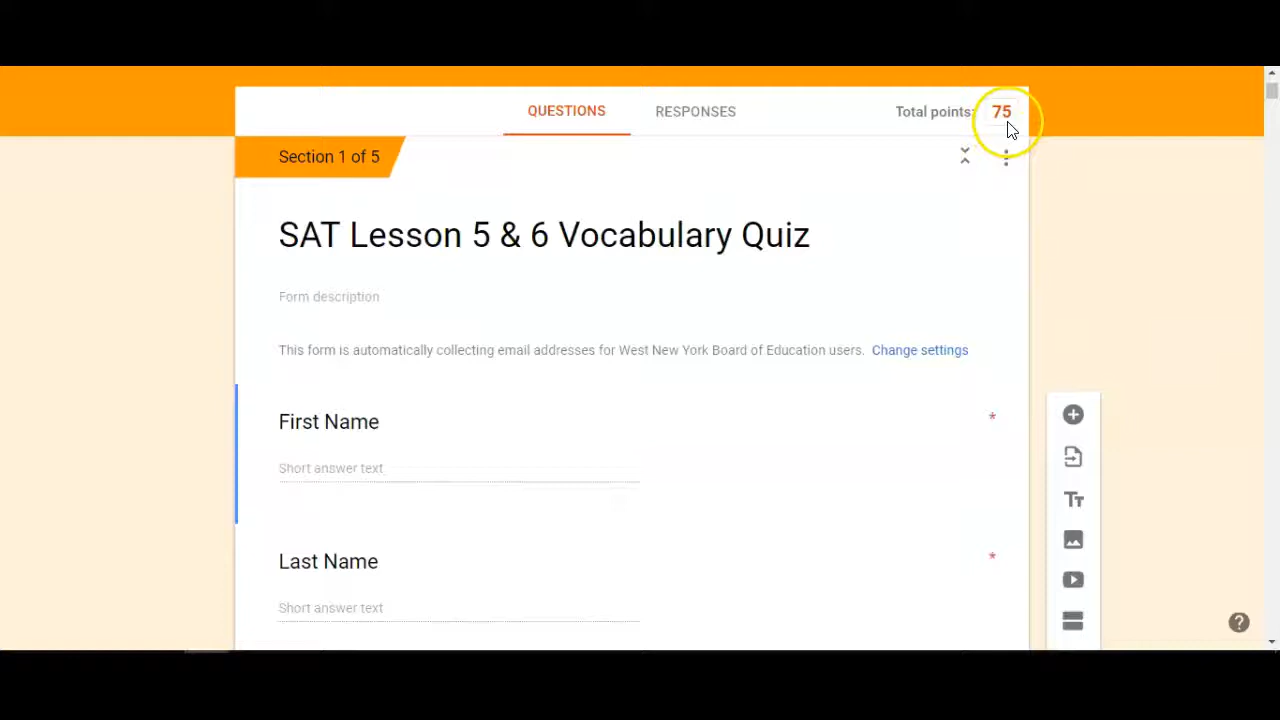 QUESTIONS RESPONSES Total points: 75
Section 1 of 5
SAT Lesson 5 & 6 Vocabulary Quiz
Form description
This form is automatically collecting email addresses for West New York Board of Education users. Change settings
First Name *
Short answer text
Last Name *
Short answer text